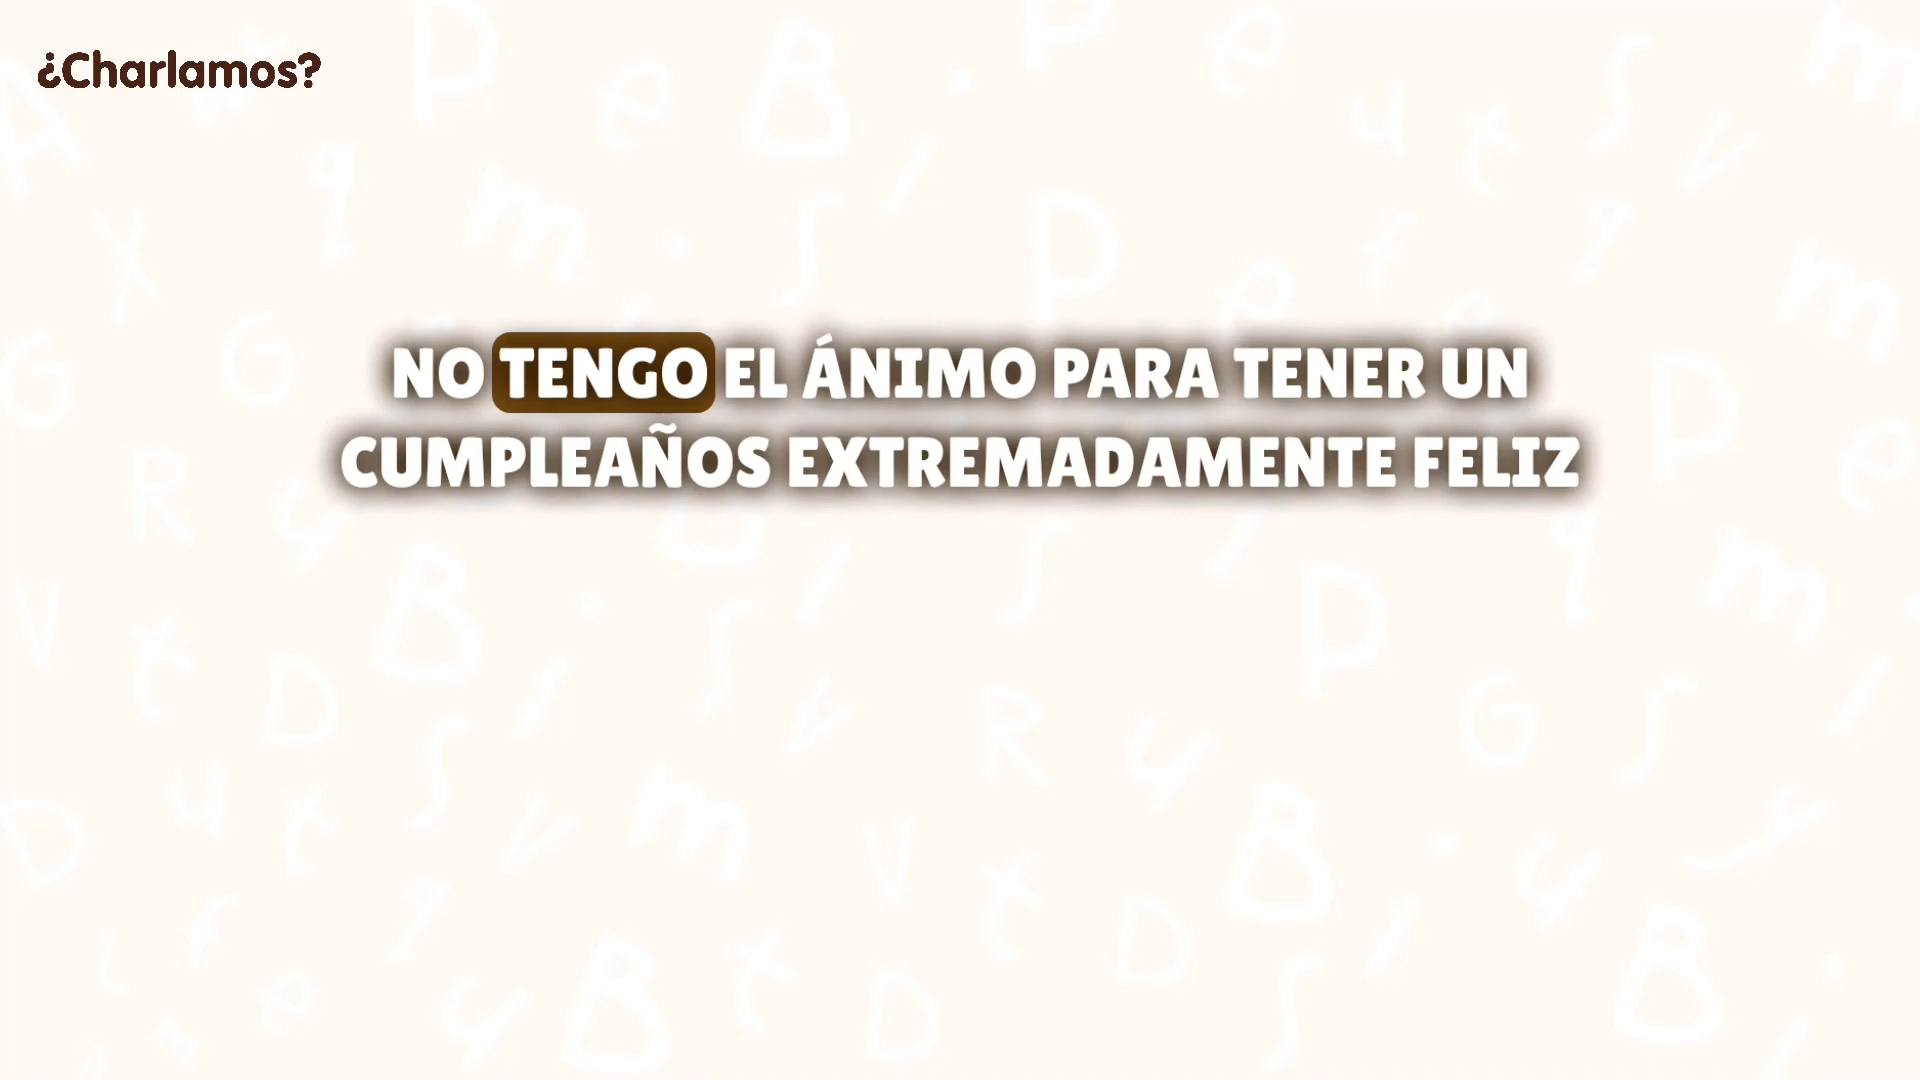 ¿Charlamos?
NO TENGO EL ÁNIMO PARA TENER UN
CUMPLEAÑOS EXTREMADAMENTE FELIZ